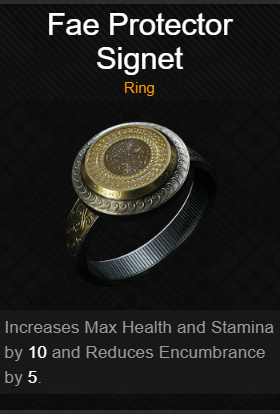 Fae Protector
Signet
Ring
Increases Max Health and Stamina
by 10 and Reduces Encumbrance
by 5.